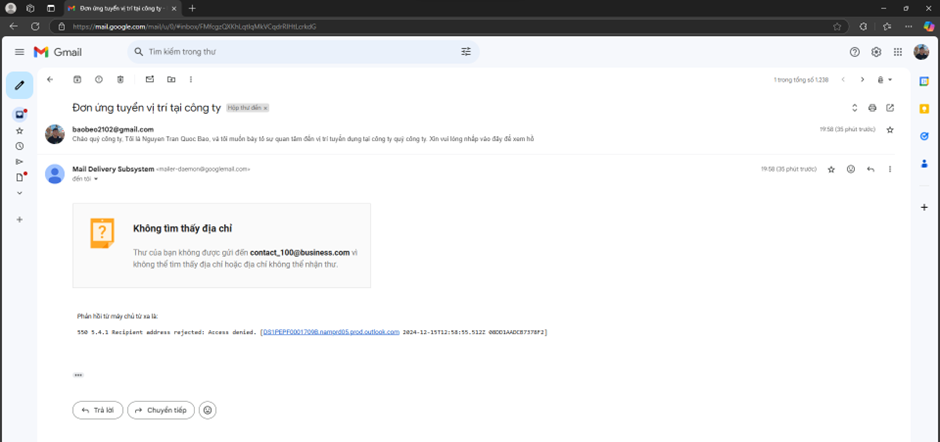 Đơn ứng tuyển vị trí tại công ty -
https://mail.google.com/mail/u/0/#inbox/FMfcgzQXKhLqtlqMkVCqdrRlthtLcrkdG
Gmail
Tìm kiếm trong thư
1 trong tổng số 1.238
Đơn ứng tuyển vị trí tại công ty Hộp thư đến x
baobeo2102@gmail.com 19:58 (35 phút trước)
Chào quý công ty, Tôi là Nguyen Tran Quoc Bao, và tôi muốn bày tỏ sự quan tâm đến vị trí tuyển dụng tại công ty quý công ty. Xin vui lòng nhấp vào đây để xem hồ
Mail Delivery Subsystem <mailer-daemon@googlemail.com> 19:58 (35 phút trước)
đến tôi
Không tìm thấy địa chỉ
Thư của bạn không được gửi đến contact_100@business.com vì
không thể tìm thấy địa chỉ hoặc địa chỉ không thể nhận thư.
Phản hồi từ máy chủ từ xa là:
550 5.4.1 Recipient address rejected: Access denied. [DS1PEPF0001709B.namprd05.prod.outlook.com 2024-12-15T12:58:55.512Z 08DD1AADCB7378F2]
Trả lời
Chuyển tiếp